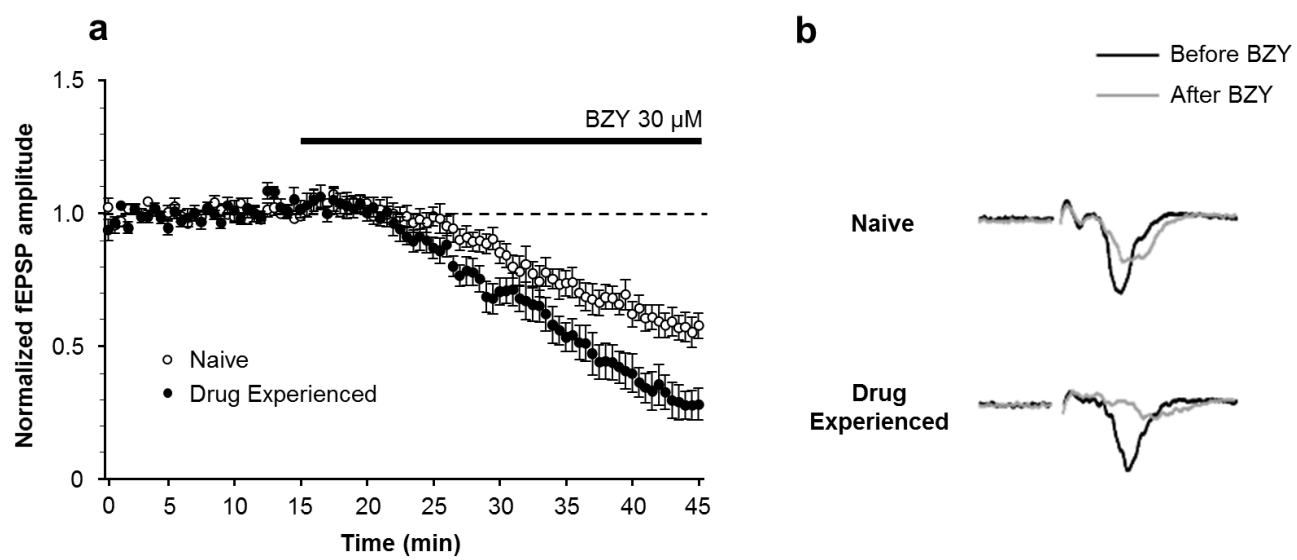 a
1.5
1.0
0.5
0
Normalized fEPSP amplitude
BZY 30 µM
Naive
Drug Experienced
0 5 10 15 20 25 30 35 40 45
Time (min)
b
Before BZY
After BZY
Naive
Drug
Experienced